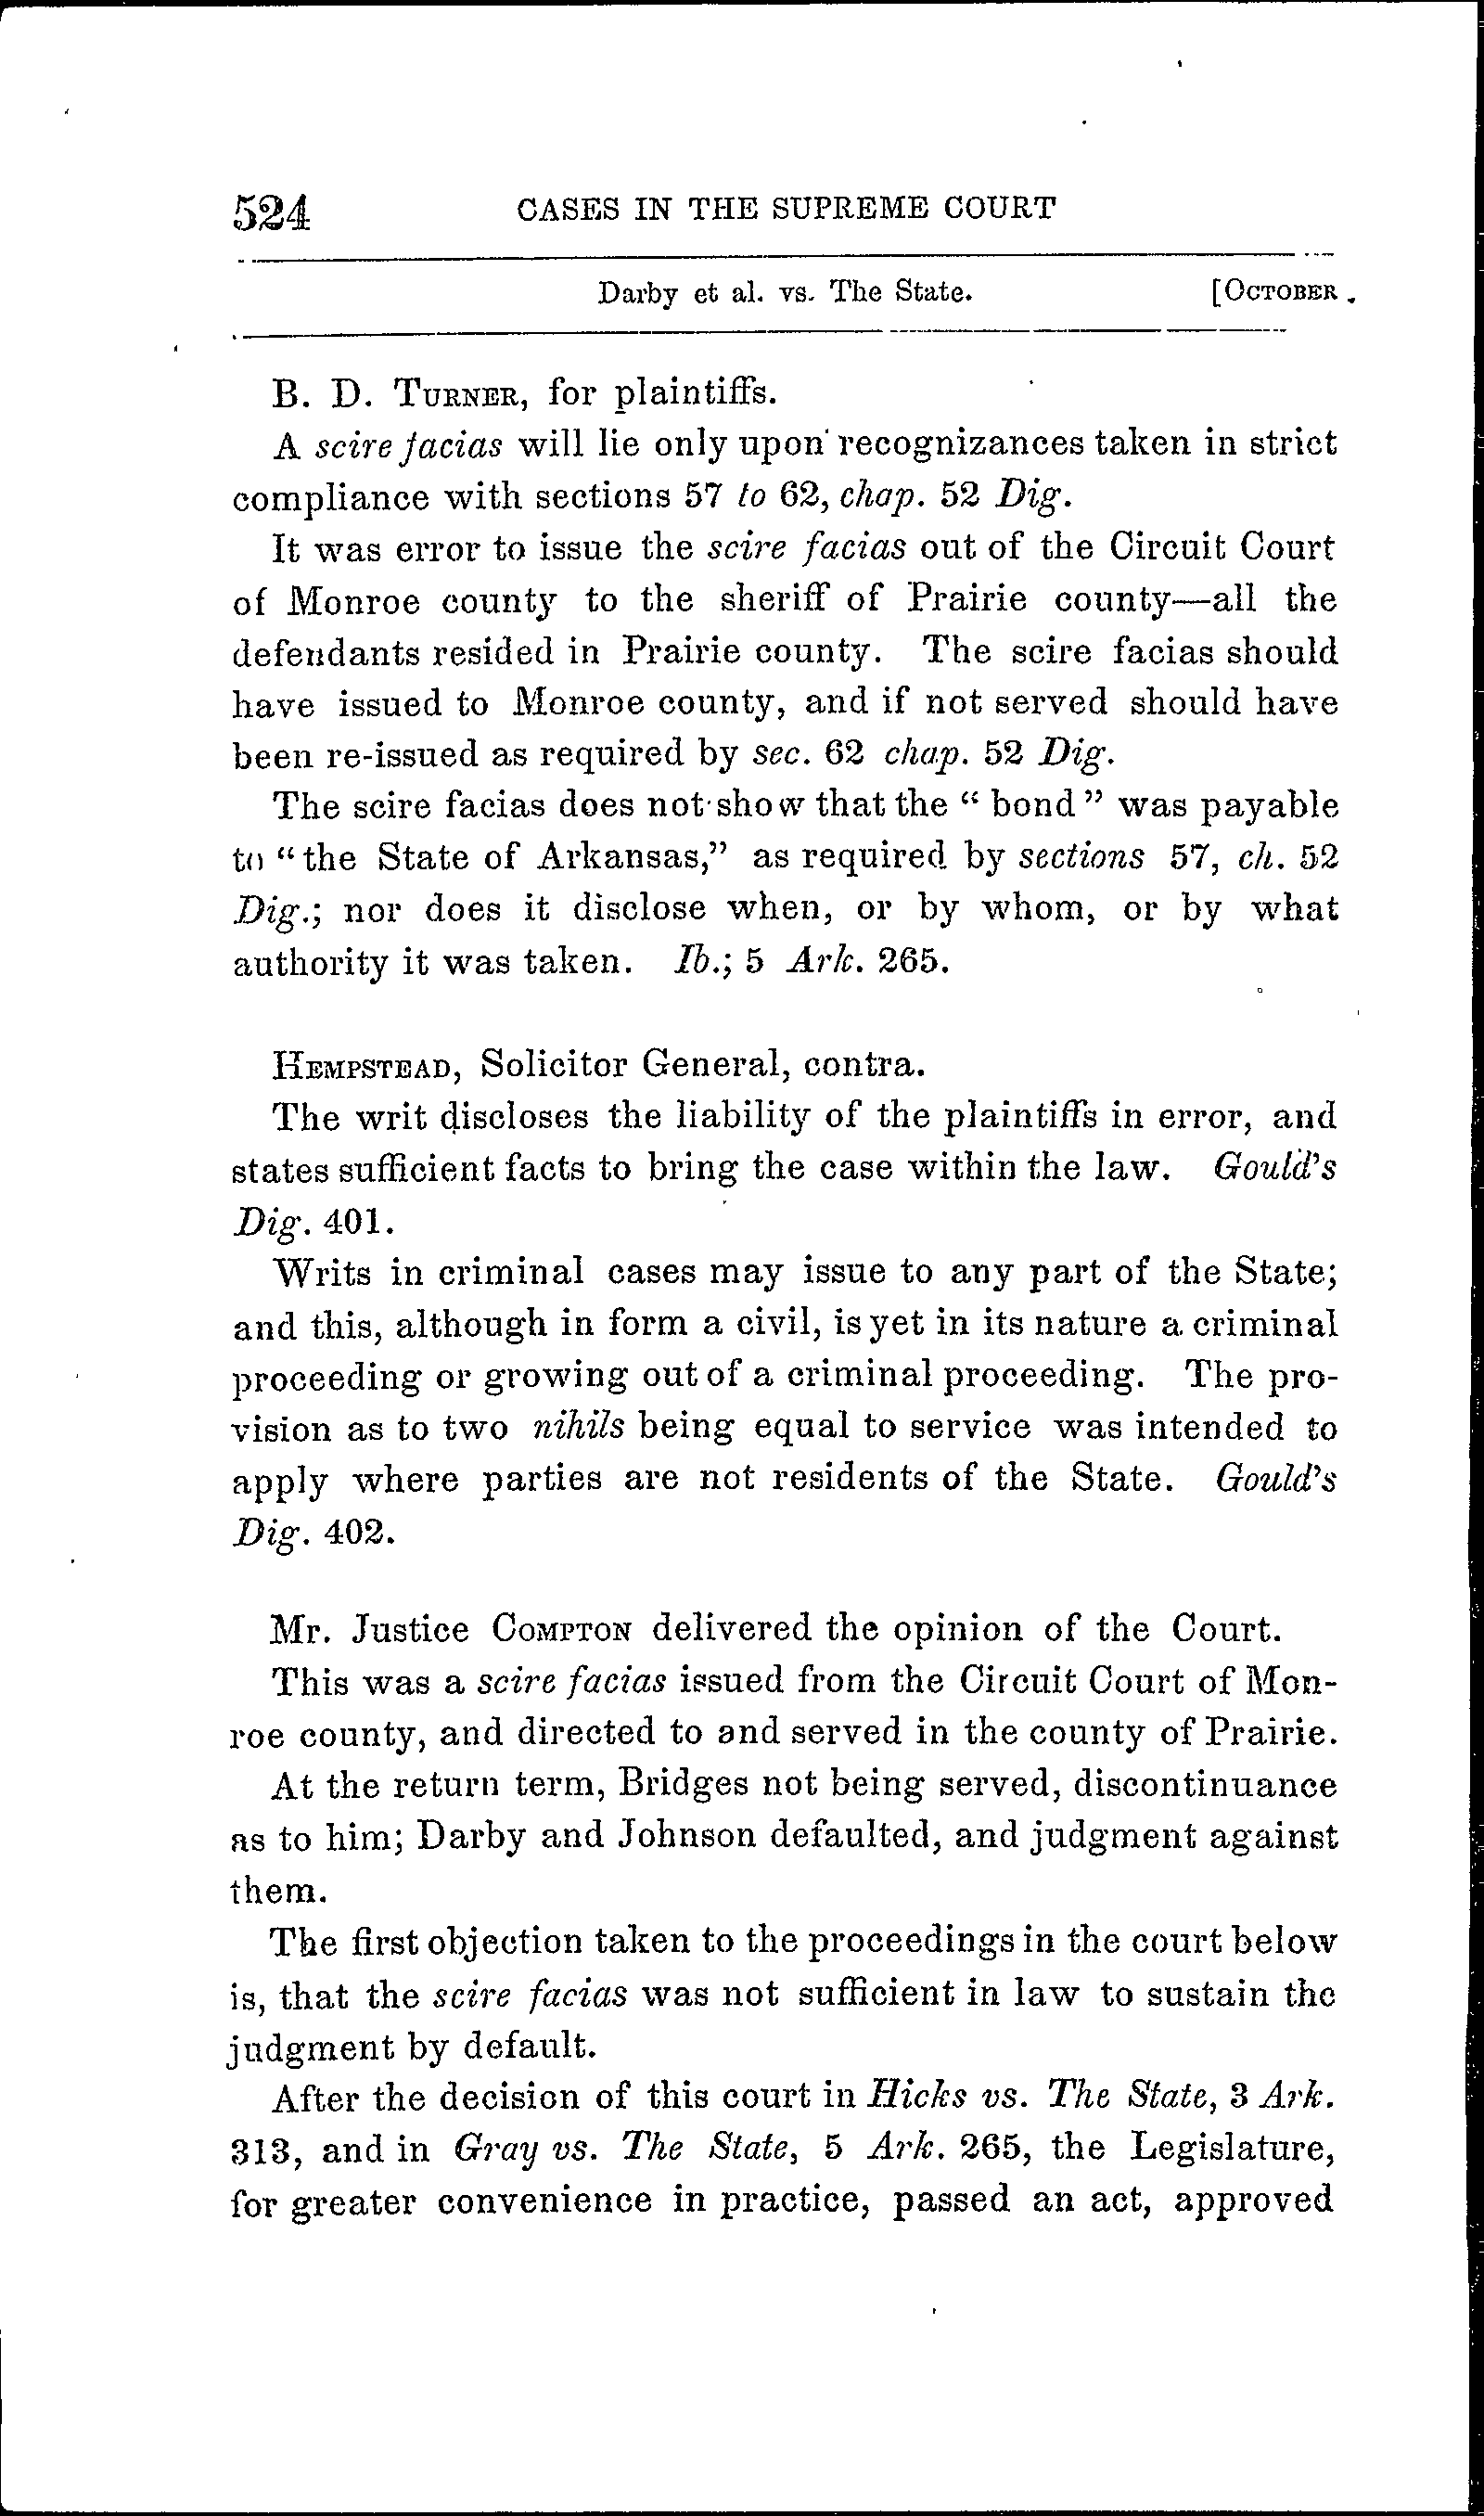 524 CASES IN THE SUPREME COURT
Darby et al. vs. The State. [OCTOBER.
B. D. TURNER, for plaintiffs.
A scire facias will lie only upon recognizances taken in strict
compliance with sections 57 to 62, chap. 52 Dig.
It was error to issue the scire facias out of the Circuit Court
of Monroe county to the sheriff of Prairie county—all the
defendants resided in Prairie county. The scire facias should
have issued to Monroe county, and if not served should have
been re-issued as required by sec. 62 chap. 52 Dig.
The scire facias does not show that the “ bond ” was payable
to “the State of Arkansas,” as required by sections 57, ch. 52
Dig.; nor does it disclose when, or by whom, or by what
authority it was taken. Ib.; 5 Ark. 265.
HEMPSTEAD, Solicitor General, contra.
The writ discloses the liability of the plaintiffs in error, and
states sufficient facts to bring the case within the law. Gould's
Dig. 401.
Writs in criminal cases may issue to any part of the State;
and this, although in form a civil, is yet in its nature a criminal
proceeding or growing out of a criminal proceeding. The pro-
vision as to two nihils being equal to service was intended to
apply where parties are not residents of the State. Gould's
Dig. 402.
Mr. Justice COMPTON delivered the opinion of the Court.
This was a scire facias issued from the Circuit Court of Mon-
roe county, and directed to and served in the county of Prairie.
At the return term, Bridges not being served, discontinuance
as to him; Darby and Johnson defaulted, and judgment against
them.
The first objection taken to the proceedings in the court below
is, that the scire facias was not sufficient in law to sustain the
judgment by default.
After the decision of this court in Hicks vs. The State, 3 Ark.
313, and in Gray vs. The State, 5 Ark. 265, the Legislature,
for greater convenience in practice, passed an act, approved